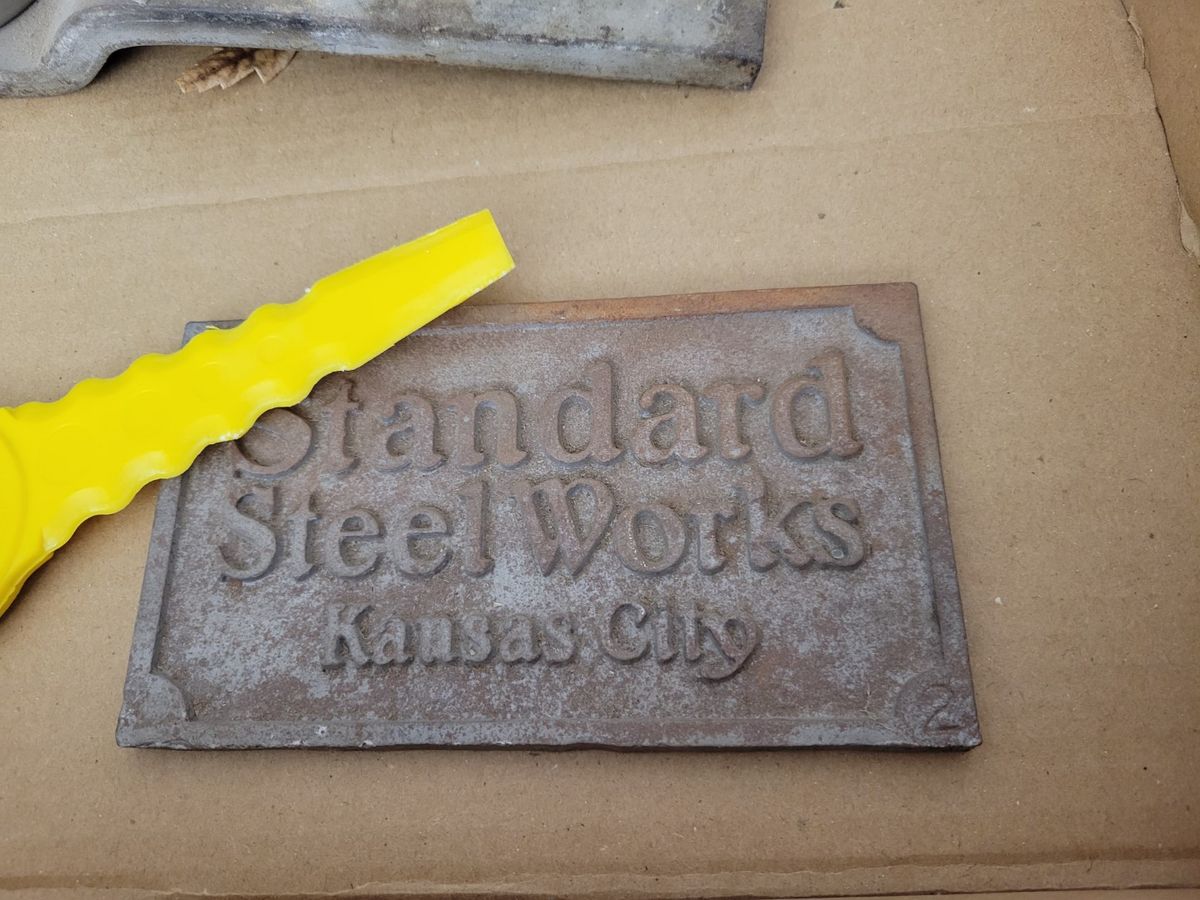 Standard
Steel Works
Kansas City
2